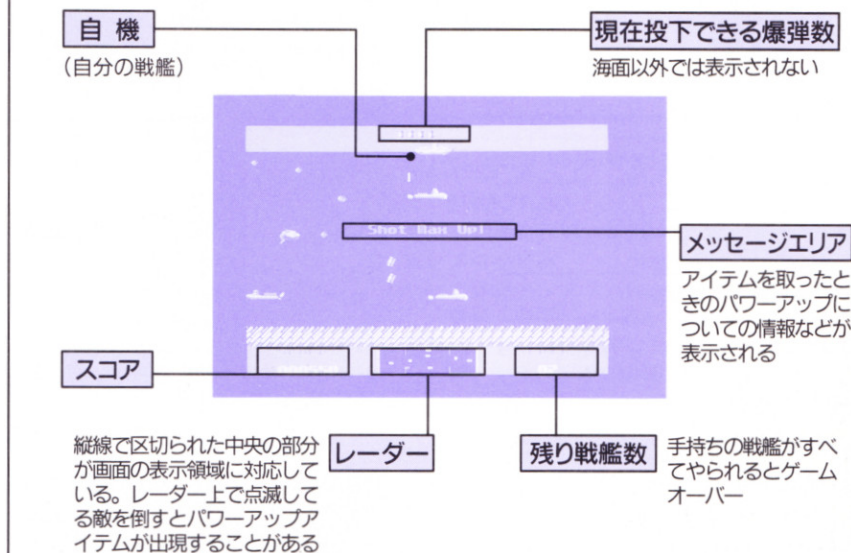 自 機
(自分の戦艦)
現在投下できる爆弾数
海面以外では表示されない
Shot Max Up!
メッセージエリア
アイテムを取ったと
きのパワーアップに
ついての情報などが
表示される
スコア
縦線で区切られた中央の部分
が画面の表示領域に対応して
いる。レーダー上で点滅して
る敵を倒すとパワーアップア
イテムが出現することがある
レーダー
残り戦艦数
手持ちの戦艦がすべ
てやられるとゲーム
オーバー